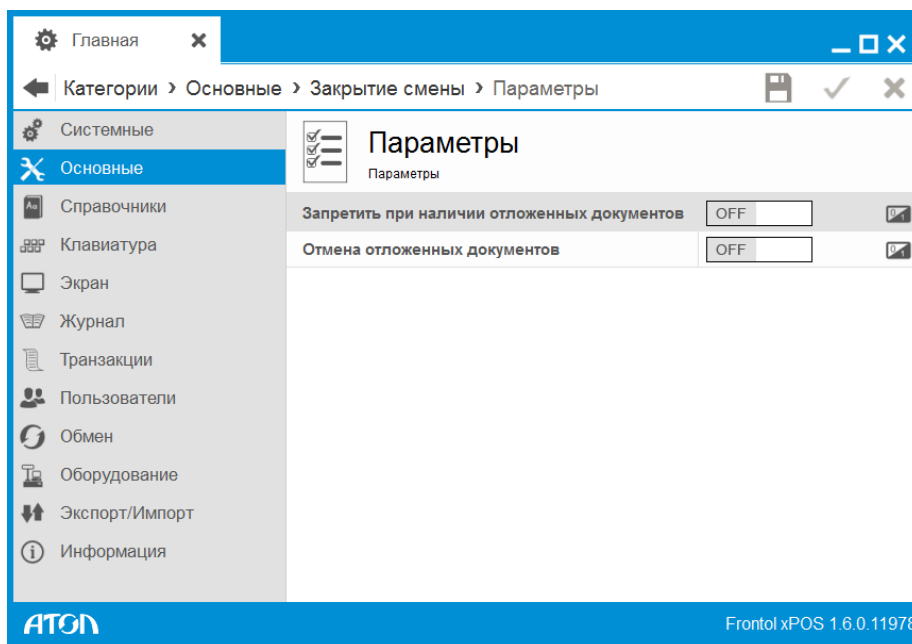 Главная
Категории › Основные › Закрытие смены › Параметры
Системные
Основные
Справочники
Клавиатура
Экран
Журнал
Транзакции
Пользователи
Обмен
Оборудование
Экспорт/Импорт
Информация
Параметры
Параметры
Запретить при наличии отложенных документов OFF
Отмена отложенных документов OFF
АТОЛ
Frontol xPOS 1.6.0.11978